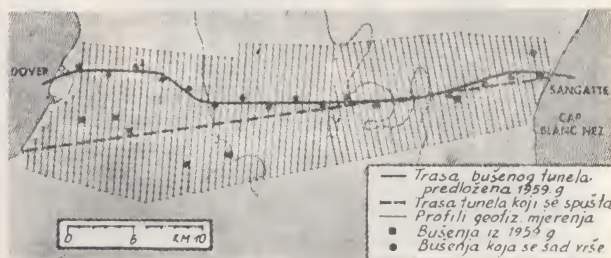 DOVER
SANGATTE
CAP
BLANC NEZ
Trasa bušenog tunela
predložena 1959. g
Trasa tunela koji se spušta
Profili geofiz. mjerenja
Bušenja iz 1959 g
Bušenja koja se sad vrše
0 6 KM 10